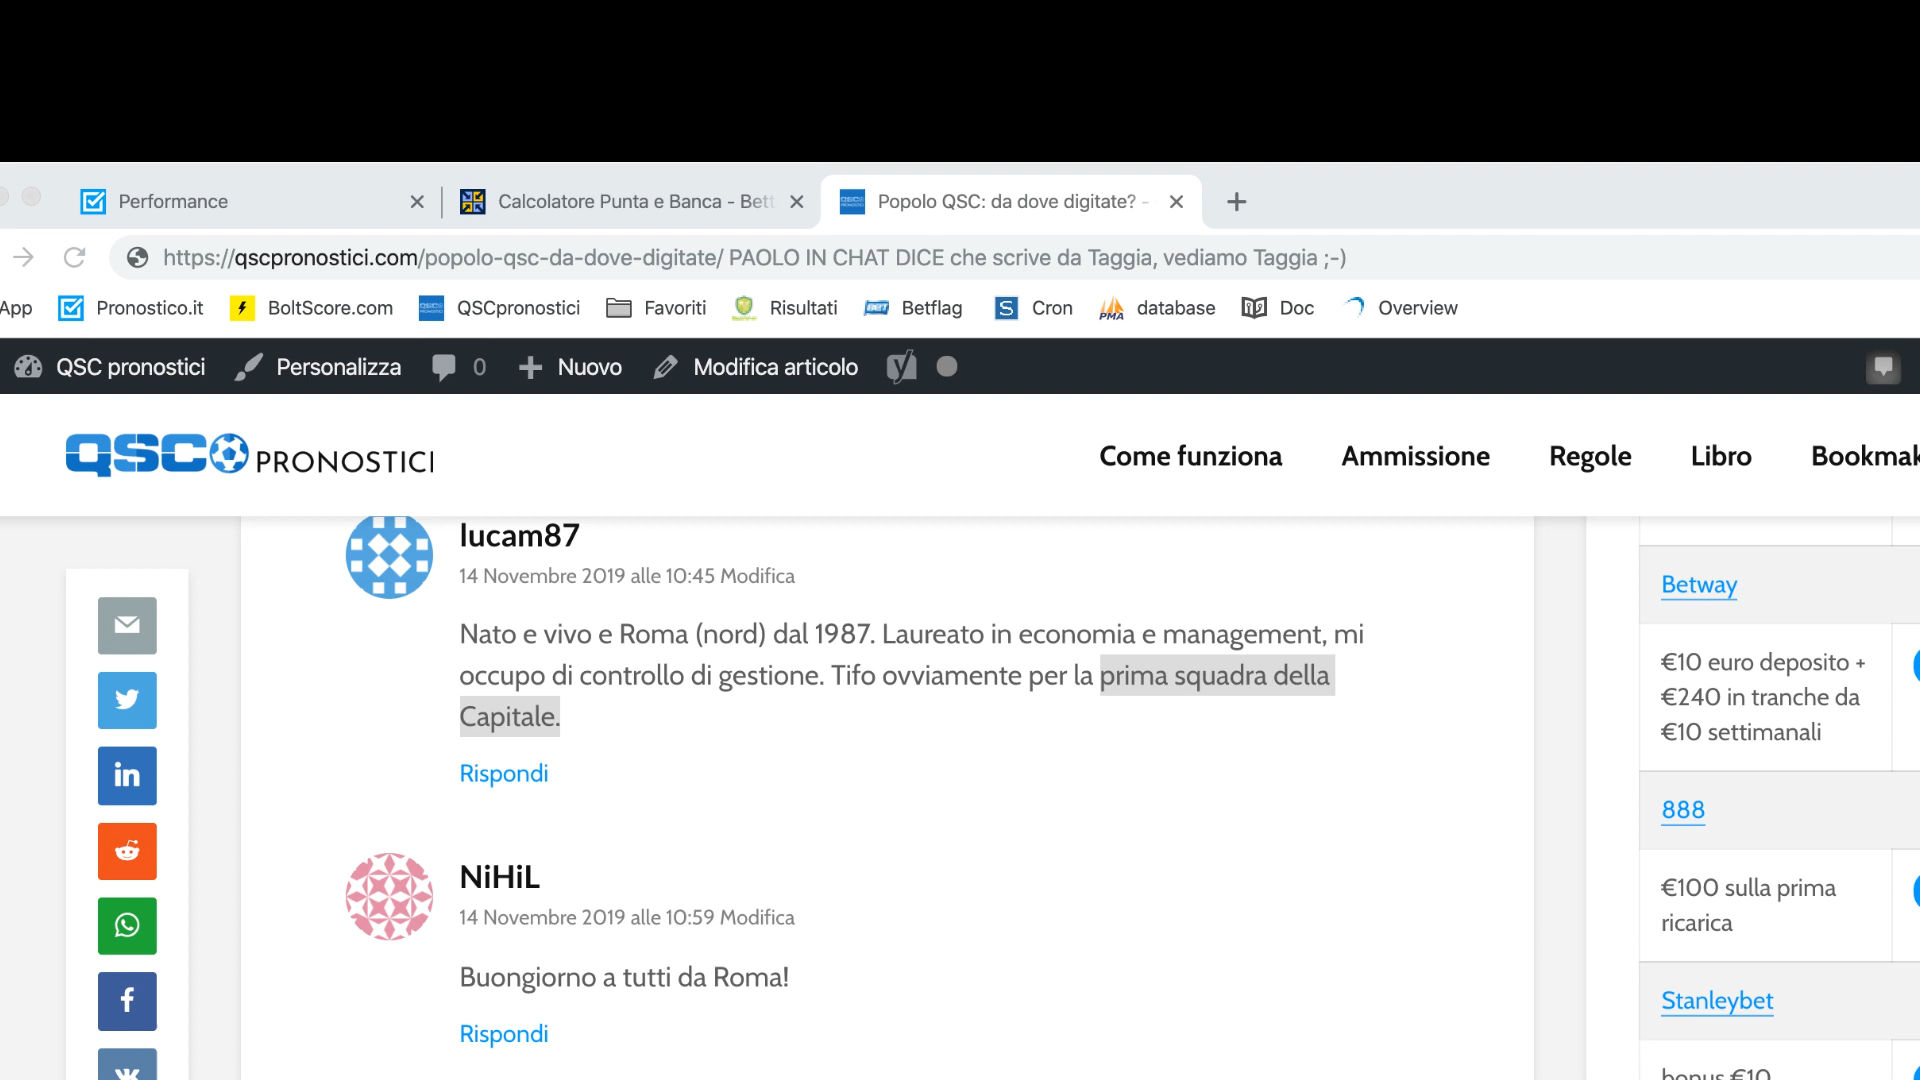 Performance
Calcolatore Punta e Banca - Bett
Popolo QSC: da dove digitate? -
https://qscpronostici.com/popolo-qsc-da-dove-digitate/ PAOLO IN CHAT DICE che scrive da Taggia, vediamo Taggia ;-)
App
Pronostico.it
BoltScore.com
QSCpronostici
Favoriti
Risultati
Betflag
Cron
database
Doc
Overview
QSC pronostici
Personalizza
0
Nuovo
Modifica articolo
QSC PRONOSTICI
Come funziona
Ammissione
Regole
Libro
Bookmak
lucam87
14 Novembre 2019 alle 10:45 Modifica
Nato e vivo e Roma (nord) dal 1987. Laureato in economia e management, mi
occupo di controllo di gestione. Tifo ovviamente per la prima squadra della
Capitale.
Rispondi
NiHiL
14 Novembre 2019 alle 10:59 Modifica
Buongiorno a tutti da Roma!
Rispondi
Betway
€10 euro deposito +
€240 in tranche da
€10 settimanali
888
€100 sulla prima
ricarica
Stanleybet
bonus €10